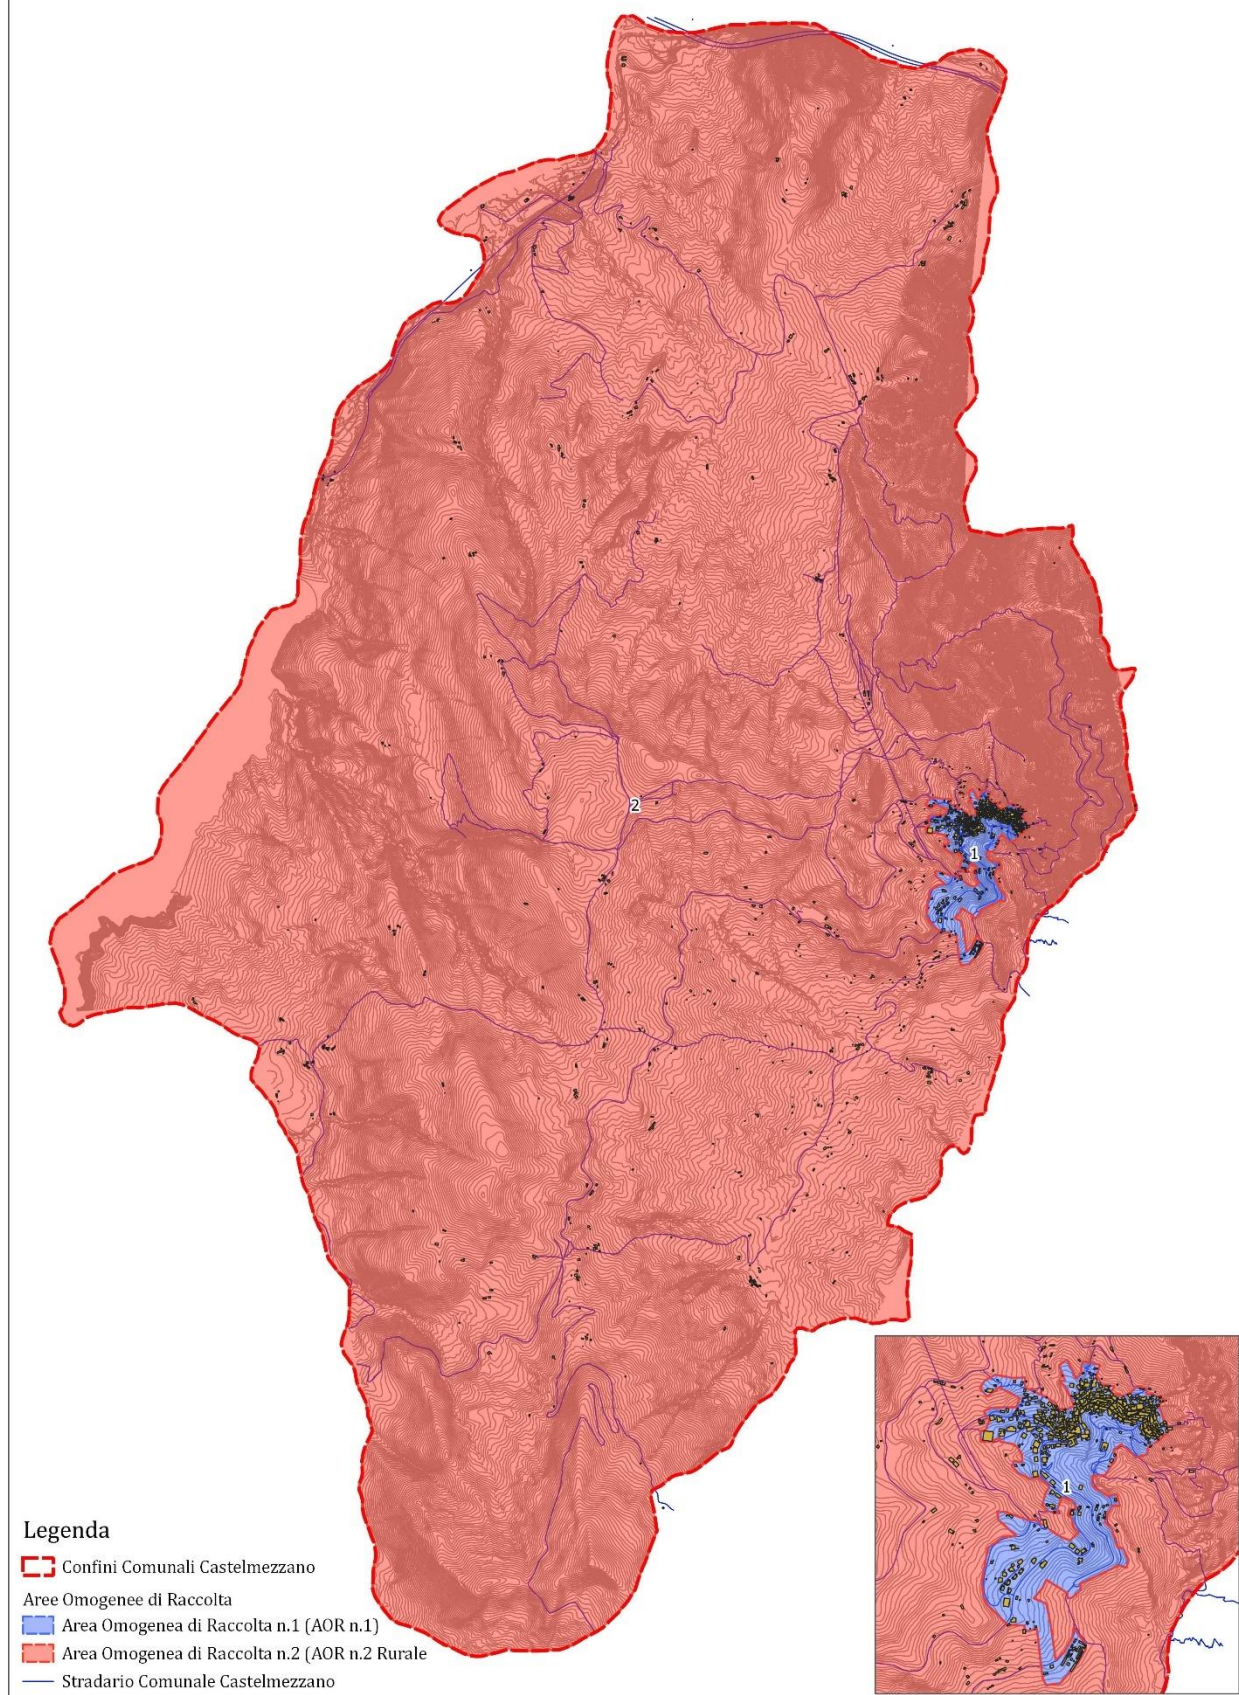 2
1
1
Legenda
Confini Comunali Castelmezzano
Aree Omogenee di Raccolta
Area Omogenea di Raccolta n.1 (AOR n.1)
Area Omogenea di Raccolta n.2 (AOR n.2 Rurale
Stradario Comunale Castelmezzano